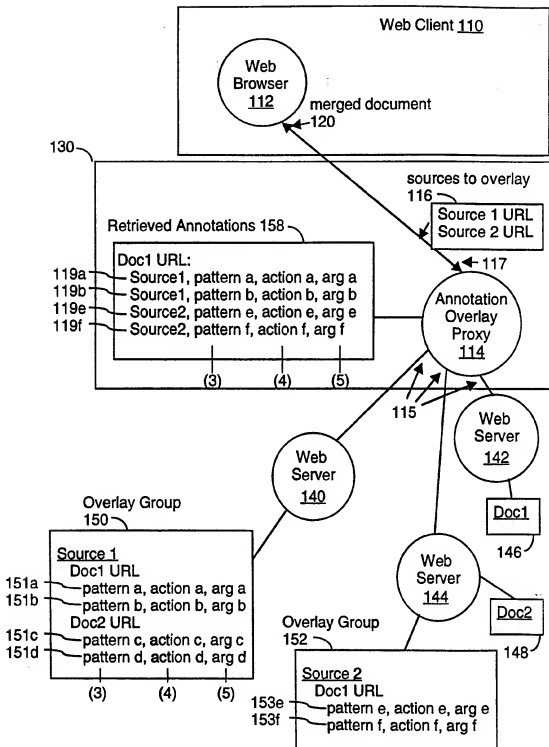 Web Client 110
Web
Browser
112
merged document
120
130
sources to overlay
116
Source 1 URL
Source 2 URL
117
Retrieved Annotations 158
Doc1 URL:
119a Source1, pattern a, action a, arg a
119b Source1, pattern b, action b, arg b
119e Source2, pattern e, action e, arg e
119f Source2, pattern f, action f, arg f
(3) (4) (5)
Annotation
Overlay
Proxy
114
115
Web
Server
142
Doc1
146
Web
Server
140
Overlay Group
150
Source 1
Doc1 URL
151a pattern a, action a, arg a
151b pattern b, action b, arg b
Doc2 URL
151c pattern c, action c, arg c
151d pattern d, action d, arg d
(3) (4) (5)
Web
Server
144
Doc2
148
Overlay Group
152
Source 2
Doc1 URL
153e pattern e, action e, arg e
153f pattern f, action f, arg f